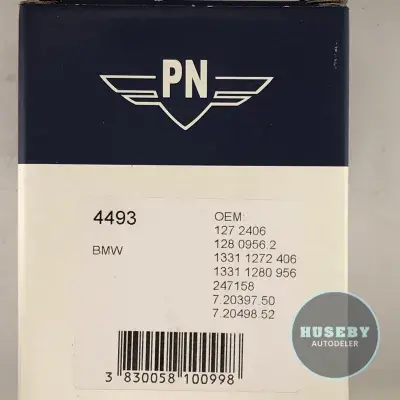 PN
4493
BMW
OEM:
127 2406
128 0956.2
1331 1272 406
1331 1280 956
247158
7.20397.50
7.20498.52
HUSEBY
AUTODELER
3 830058 100998